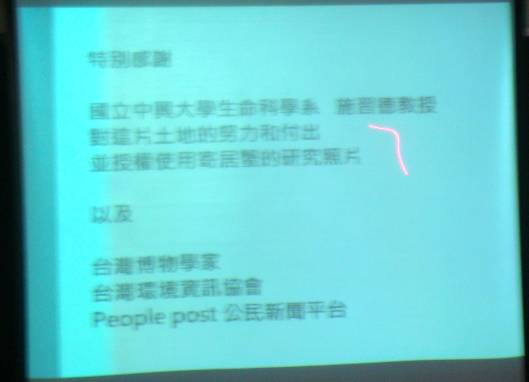 特別感謝
國立中興大學生命科學系 施習德教授
對這片土地的努力和付出
並授權使用寄居蟹的研究照片
以及
台灣博物學家
台灣環境資訊協會
People post 公民新聞平台